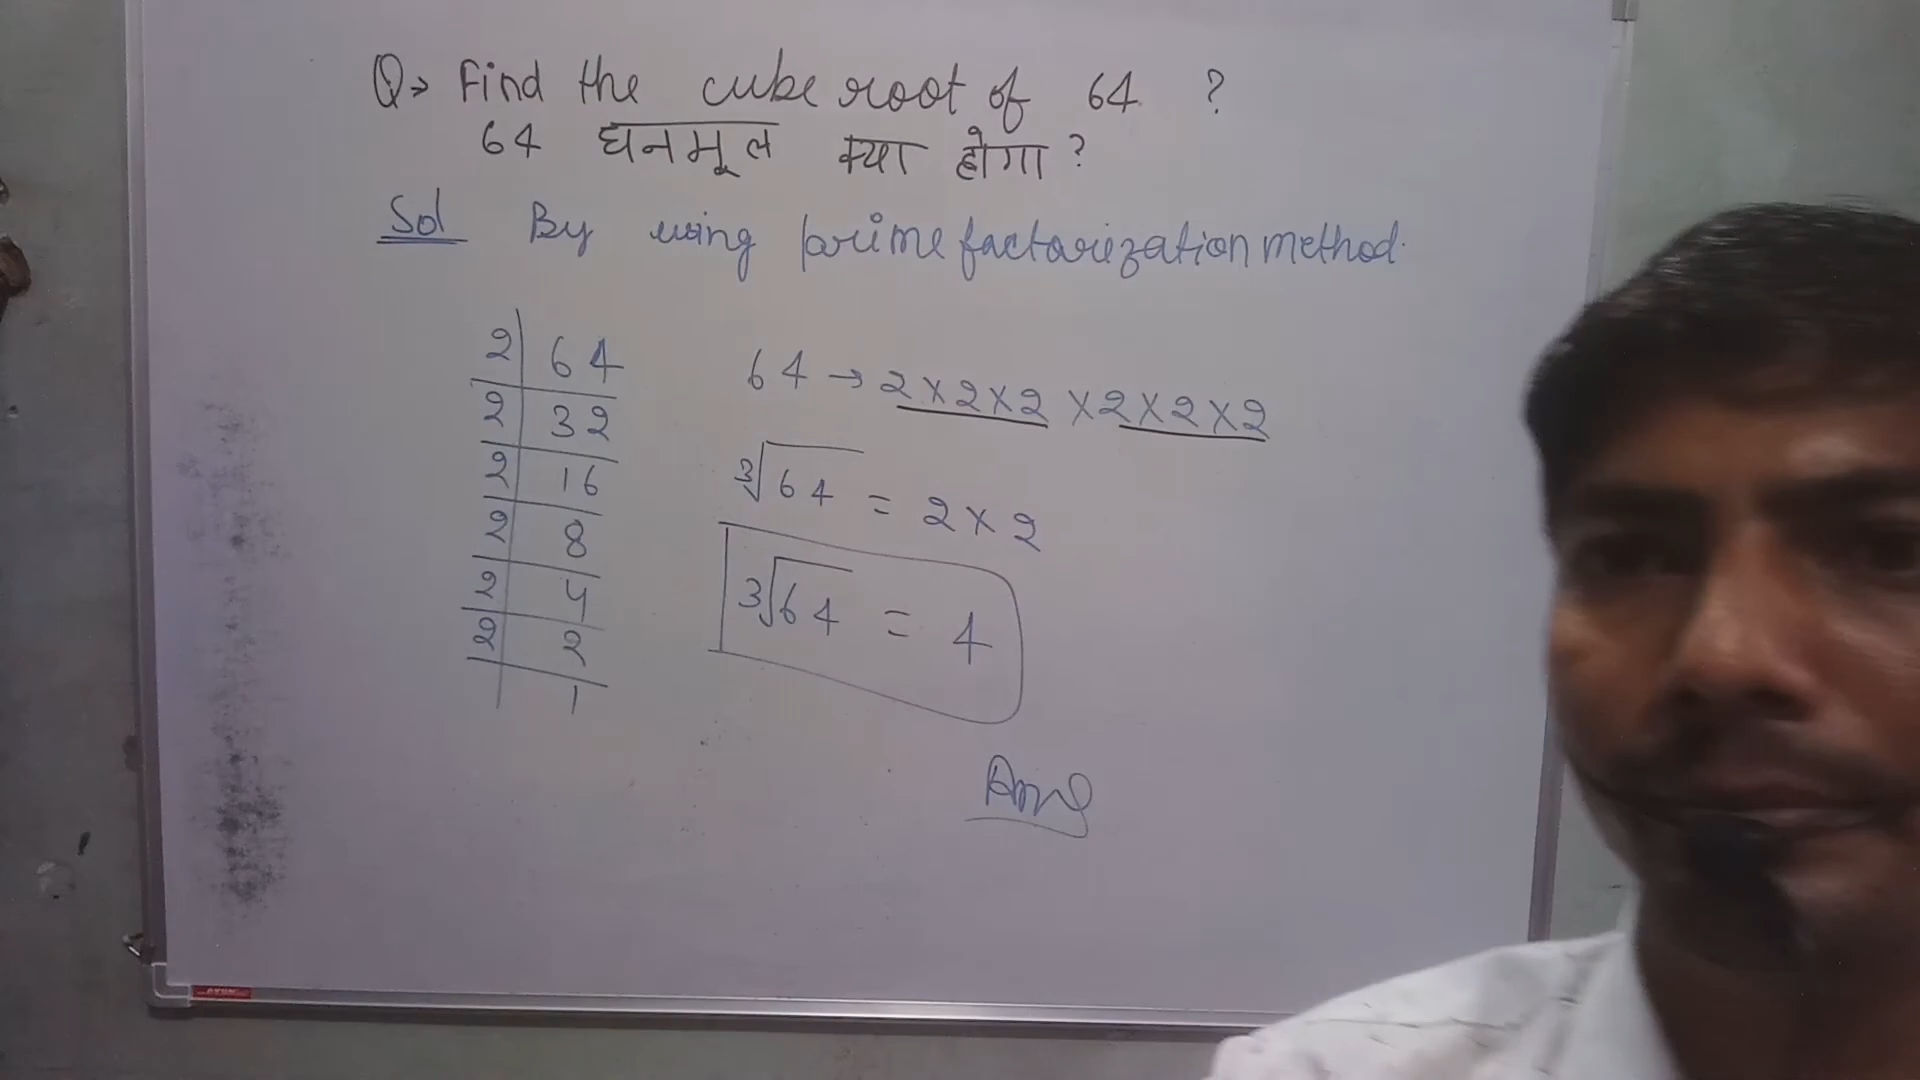 Q→ Find the cube root of 64 ?
64 घनमूल क्या होगा ?
Sol By using prime factorization method.
2 | 64
2 | 32
2 | 16
2 | 8
2 | 4
2 | 2
1
64 → 2×2×2 ×2×2×2
∛64 = 2×2
∛64 = 4
Ans